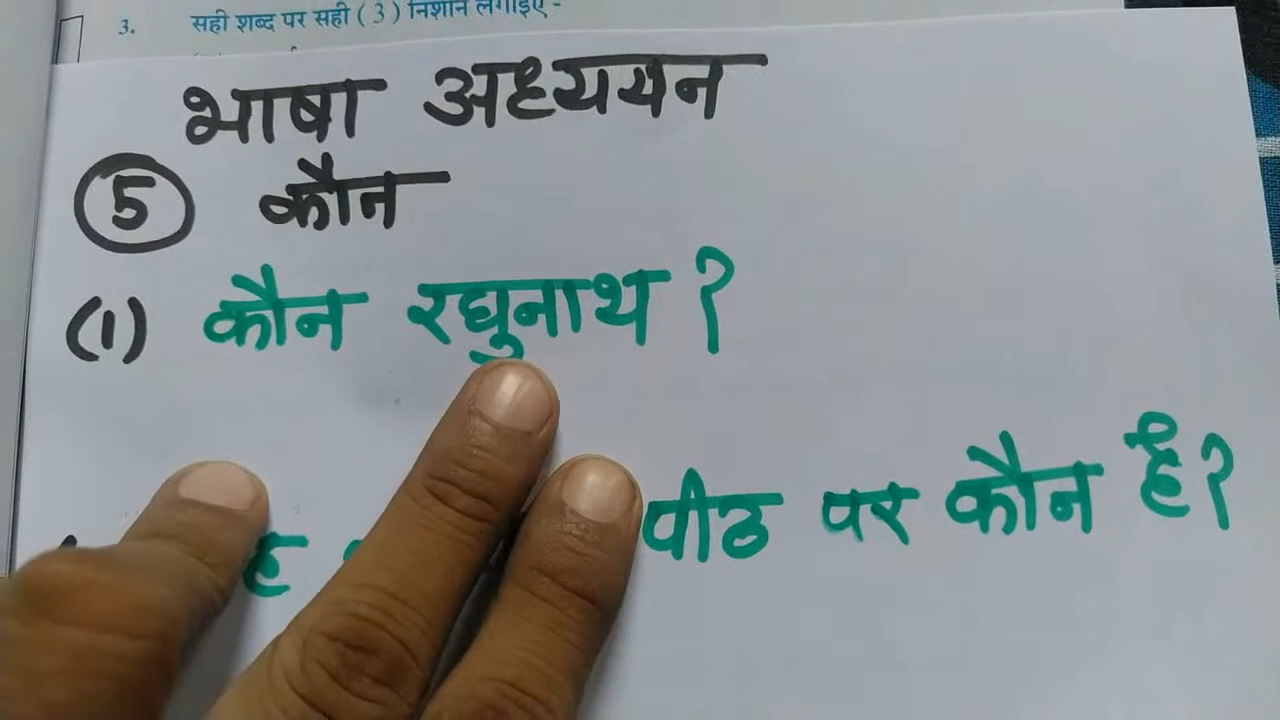 3. सही शब्द पर सही ( 3 ) निशान लगाइए -
भाषा अध्ययन
5 कौन
(1) कौन रघुनाथ ?
पीठ पर कौन है?